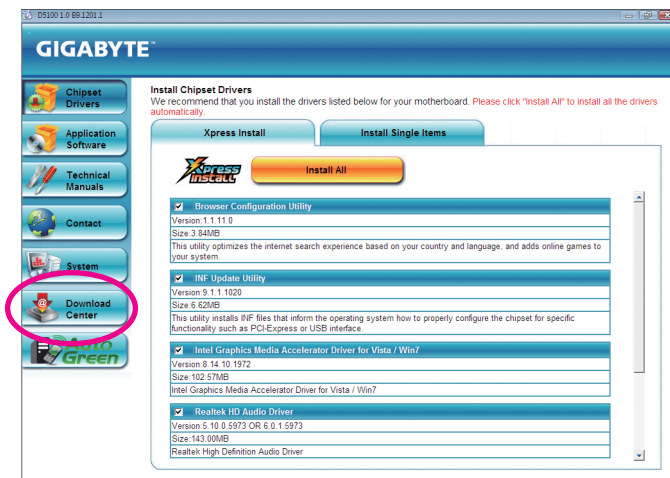 D5100 1.0 B9.1201.1
GIGABYTE™
Chipset
Drivers
Application
Software
Technical
Manuals
Contact
System
Download
Center
Auto
Green
Install Chipset Drivers
We recommend that you install the drivers listed below for your motherboard. Please click "Install All" to install all the drivers
automatically.
Xpress Install
Install Single Items
Xpress
INSTALL
Install All
Browser Configuration Utility
Version:1.1.11.0
Size:3.84MB
This utility optimizes the internet search experience based on your country and language, and adds online games to
your system.
INF Update Utility
Version:9.1.1.1020
Size:6.62MB
This utility installs INF files that inform the operating system how to properly configure the chipset for specific
functionality such as PCI-Express or USB interface.
Intel Graphics Media Accelerator Driver for Vista / Win7
Version:8.14.10.1972
Size:102.57MB
Intel Graphics Media Accelerator Driver for Vista / Win7
Realtek HD Audio Driver
Version:5.10.0.5973 OR 6.0.1.5973
Size:143.00MB
Realtek High Definition Audio Driver